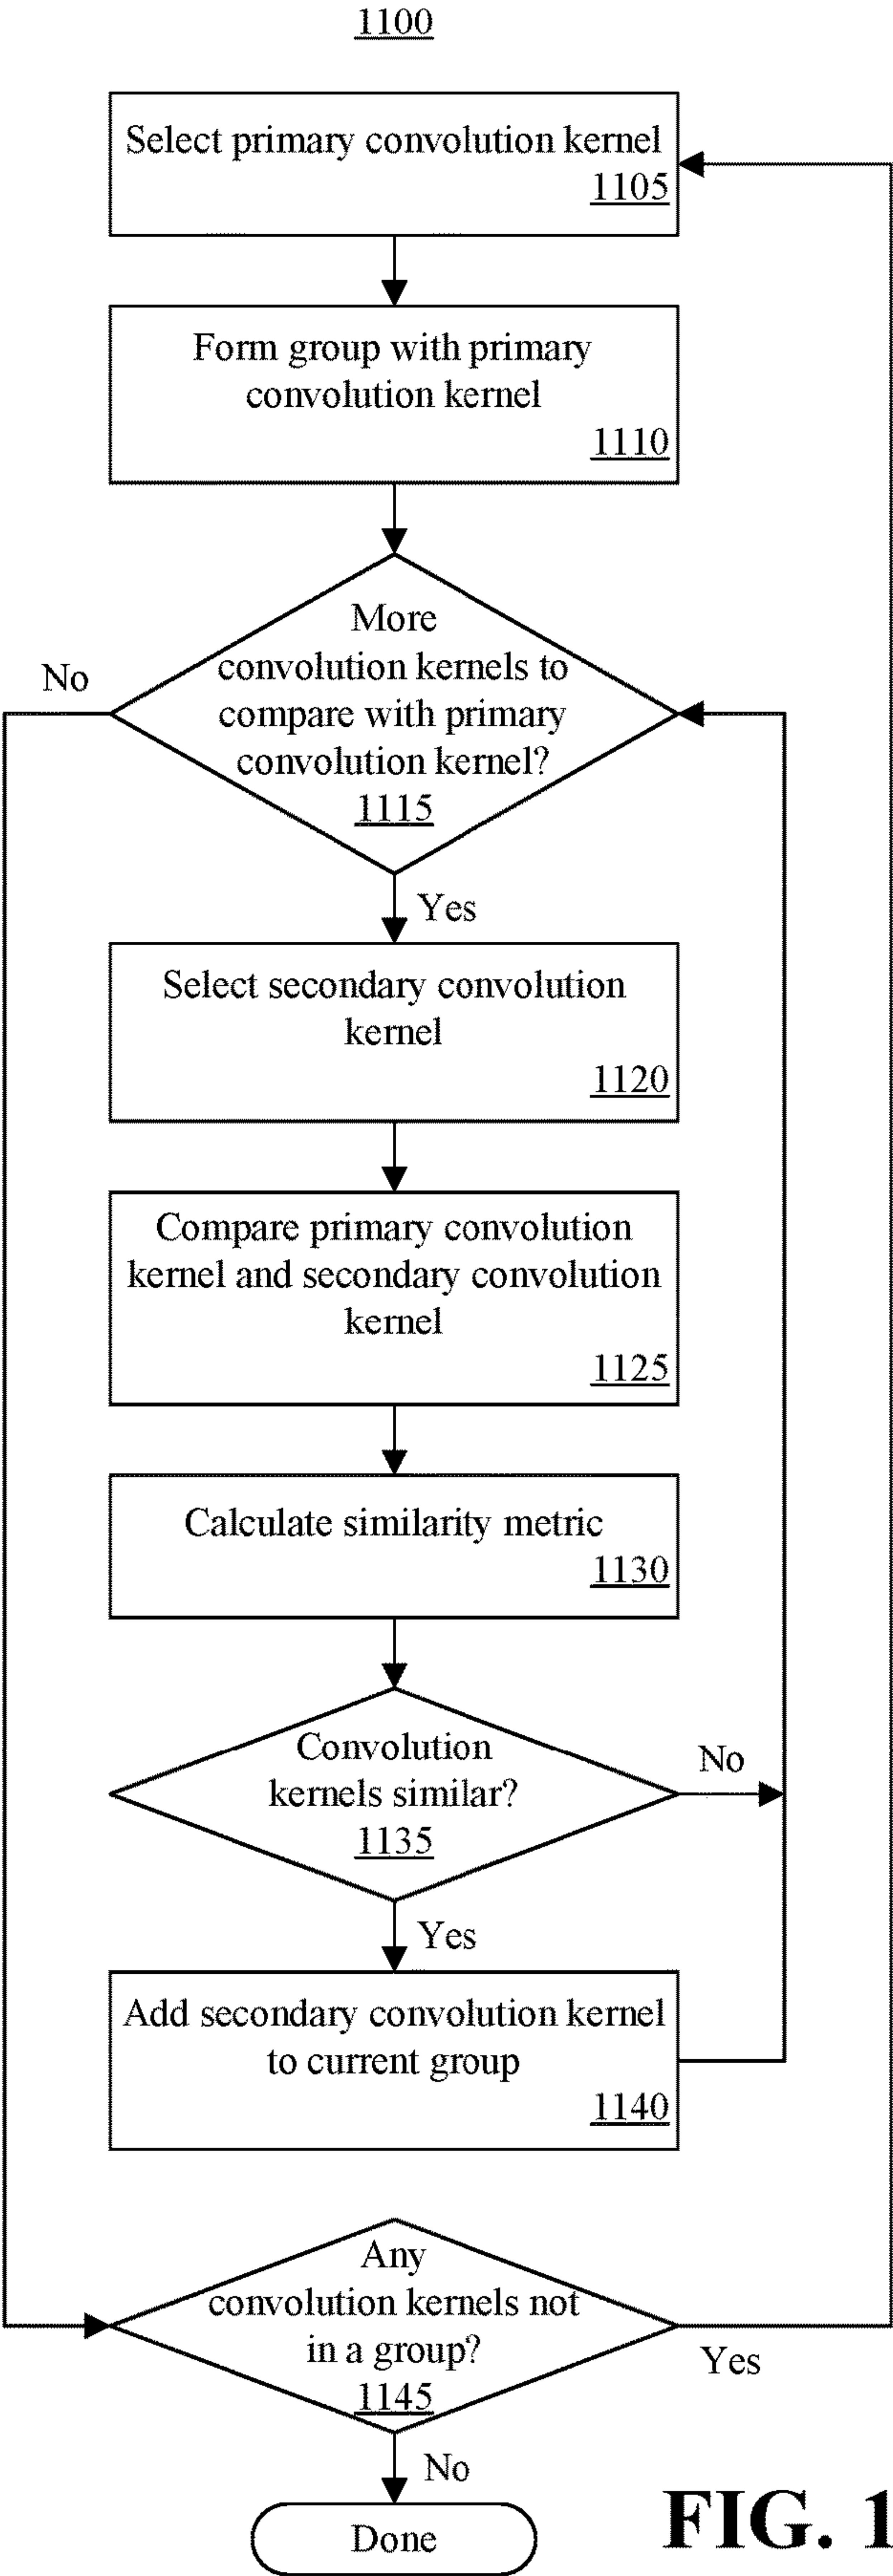 1100
Select primary convolution kernel
1105
Form group with primary
convolution kernel
1110
More
convolution kernels to
compare with primary
convolution kernel?
1115
No
Yes
Select secondary convolution
kernel
1120
Compare primary convolution
kernel and secondary convolution
kernel
1125
Calculate similarity metric
1130
Convolution
kernels similar?
1135
No
Yes
Add secondary convolution kernel
to current group
1140
Any
convolution kernels not
in a group?
1145
Yes
No
Done
FIG. 1